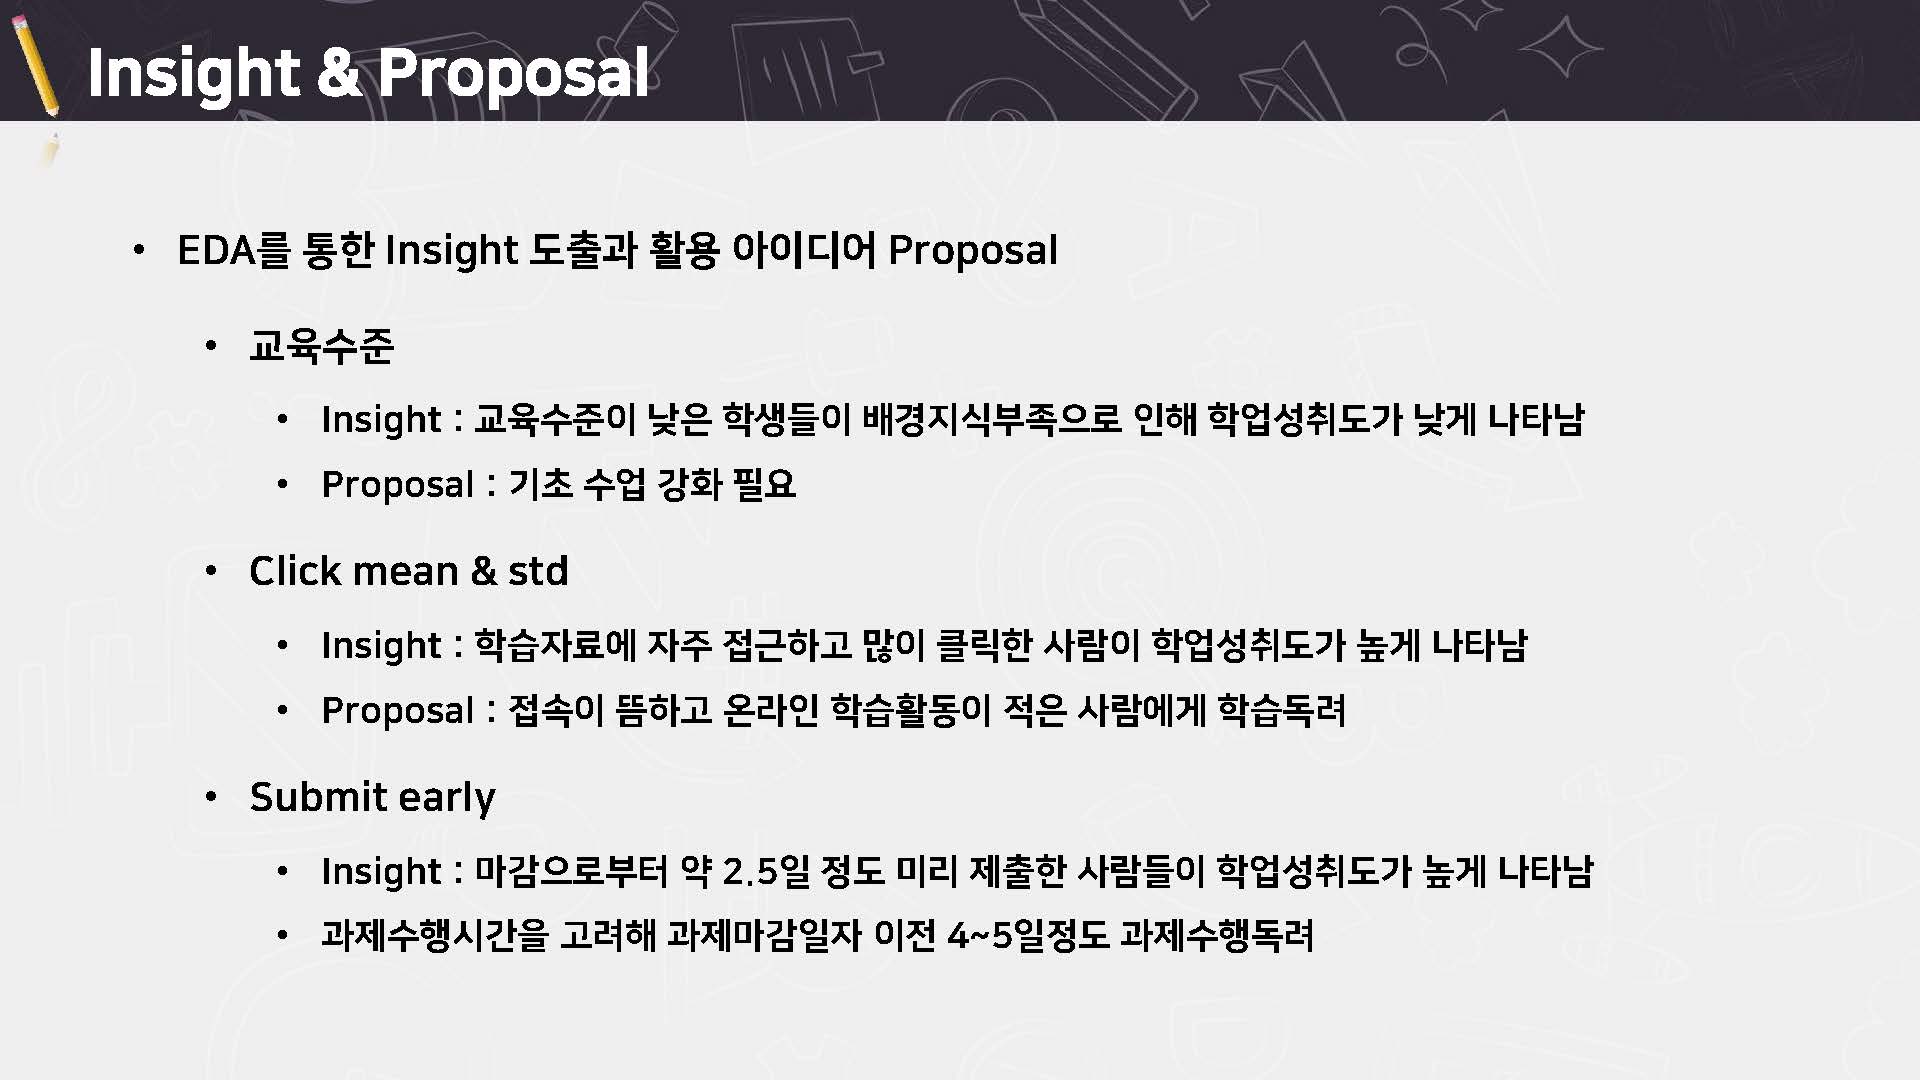 Insight & Proposal
• EDA를 통한 Insight 도출과 활용 아이디어 Proposal
• 교육수준
• Insight : 교육수준이 낮은 학생들이 배경지식부족으로 인해 학업성취도가 낮게 나타남
• Proposal : 기초 수업 강화 필요
• Click mean & std
• Insight : 학습자료에 자주 접근하고 많이 클릭한 사람이 학업성취도가 높게 나타남
• Proposal : 접속이 뜸하고 온라인 학습활동이 적은 사람에게 학습독려
• Submit early
• Insight : 마감으로부터 약 2.5일 정도 미리 제출한 사람들이 학업성취도가 높게 나타남
• 과제수행시간을 고려해 과제마감일자 이전 4~5일정도 과제수행독려